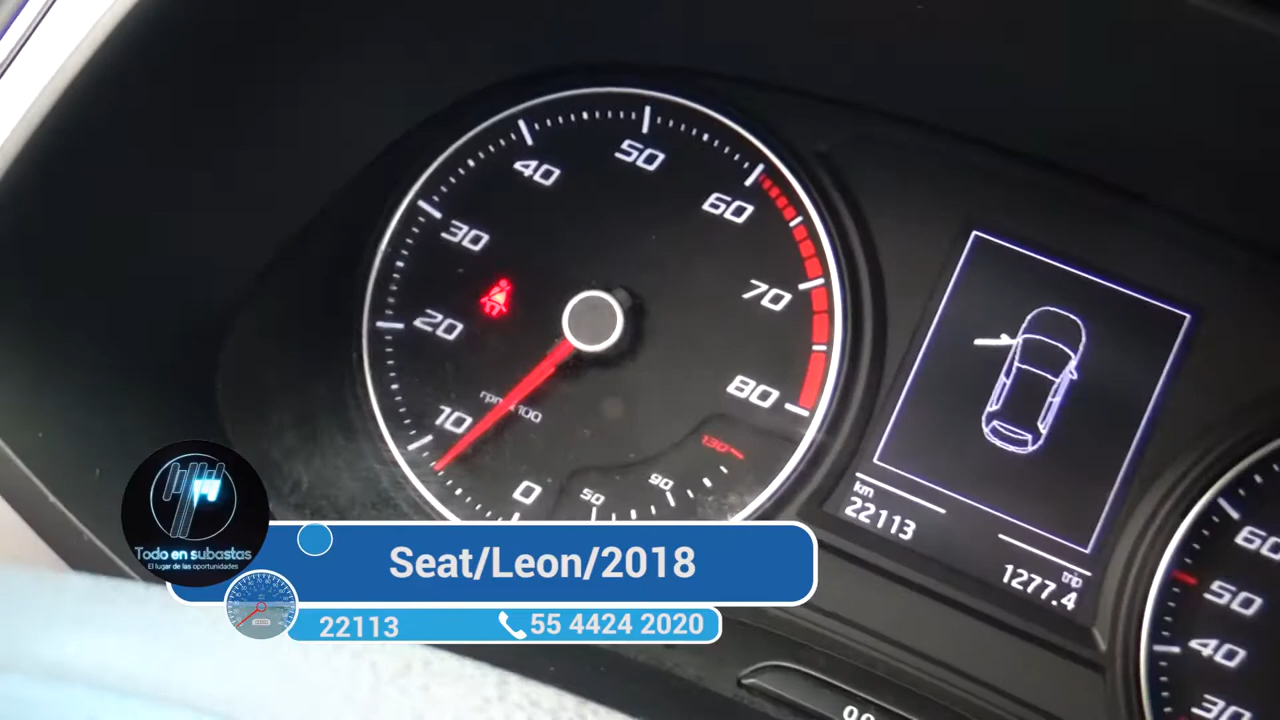 50
40
60
30
70
20
80
10
rpm x 100
130
0
50
90
km
22113
trip
1277.4
60
50
40
30
Todo en subastas
El lugar de las oportunidades
Seat/Leon/2018
22113
55 4424 2020